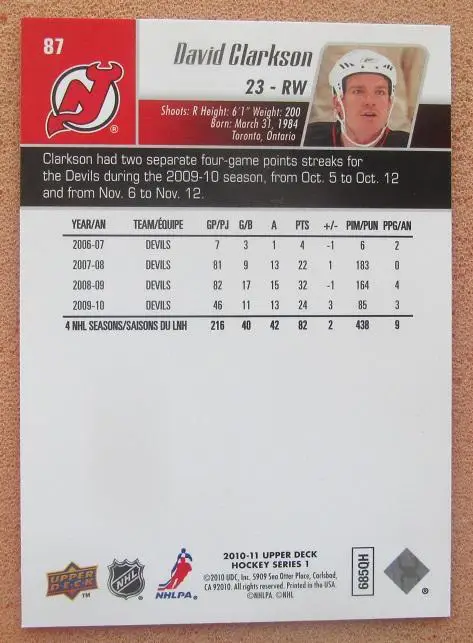 87
David Clarkson
23 - RW
Shoots: R Height: 6'1" Weight: 200
Born: March 31, 1984
Toronto, Ontario
Clarkson had two separate four-game points streaks for
the Devils during the 2009-10 season, from Oct. 5 to Oct. 12
and from Nov. 6 to Nov. 12.
YEAR/AN TEAM/ÉQUIPE GP/PJ G/B A PTS +/- PIM/PUN PPG/AN
2006-07 DEVILS 7 3 1 4 -1 6 2
2007-08 DEVILS 81 9 13 22 1 183 0
2008-09 DEVILS 82 17 15 32 -1 164 4
2009-10 DEVILS 46 11 13 24 3 85 3
4 NHL SEASONS/SAISONS DU LNH 216 40 42 82 2 438 9
UPPER DECK ™
NHL
NHLPA.
2010-11 UPPER DECK
HOCKEY SERIES 1
©2010 UDC, Inc. 5909 Sea Otter Place, Carlsbad,
CA 92010. All Rights Reserved. Printed in the USA.
©NHLPA. ©NHL
685QH